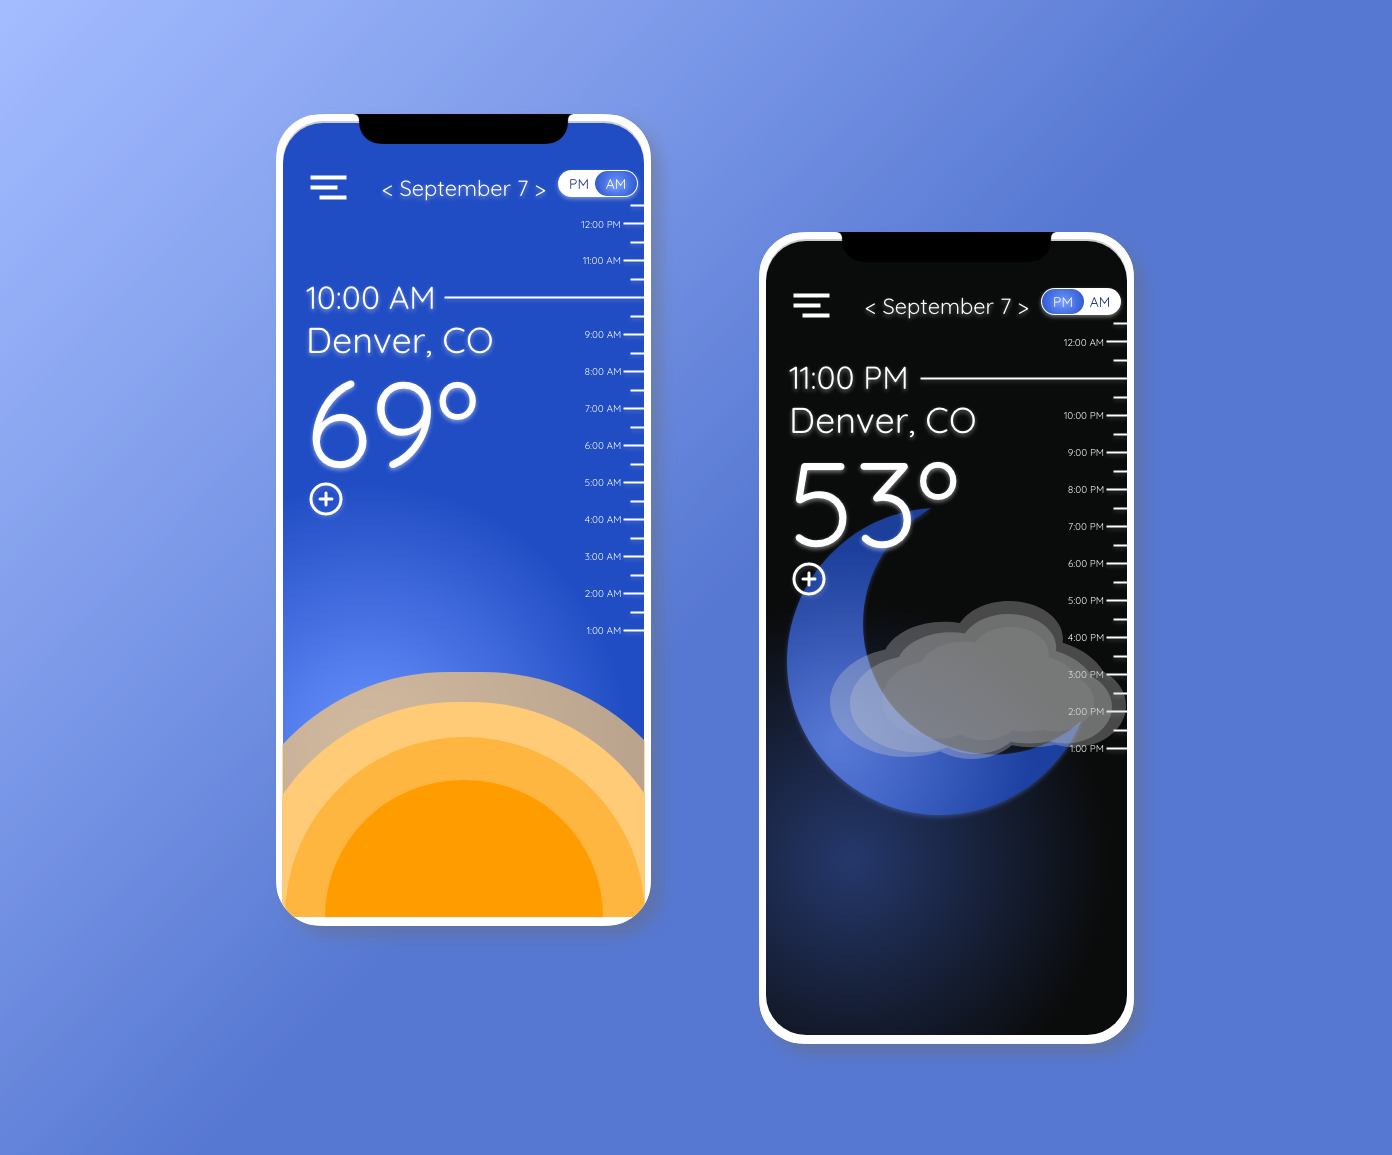 < September 7 >
PM AM
12:00 PM
11:00 AM
10:00 AM
Denver, CO
69°
9:00 AM
8:00 AM
7:00 AM
6:00 AM
5:00 AM
4:00 AM
3:00 AM
2:00 AM
1:00 AM
< September 7 >
PM AM
12:00 AM
11:00 PM
Denver, CO
53°
10:00 PM
9:00 PM
8:00 PM
7:00 PM
6:00 PM
5:00 PM
4:00 PM
3:00 PM
2:00 PM
1:00 PM